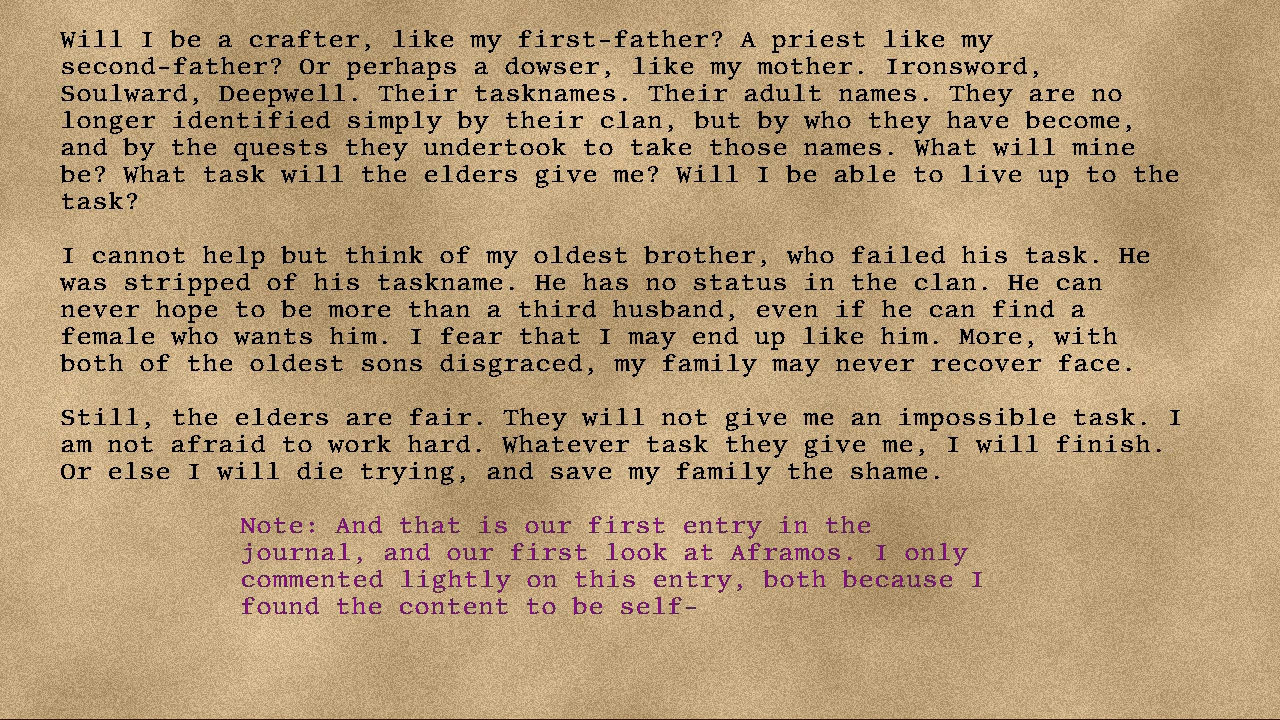 Will I be a crafter, like my first-father? A priest like my
second-father? Or perhaps a dowser, like my mother. Ironsword,
Soulward, Deepwell. Their tasknames. Their adult names. They are no
longer identified simply by their clan, but by who they have become,
and by the quests they undertook to take those names. What will mine
be? What task will the elders give me? Will I be able to live up to the
task?
I cannot help but think of my oldest brother, who failed his task. He
was stripped of his taskname. He has no status in the clan. He can
never hope to be more than a third husband, even if he can find a
female who wants him. I fear that I may end up like him. More, with
both of the oldest sons disgraced, my family may never recover face.
Still, the elders are fair. They will not give me an impossible task. I
am not afraid to work hard. Whatever task they give me, I will finish.
Or else I will die trying, and save my family the shame.
Note: And that is our first entry in the
journal, and our first look at Aframos. I only
commented lightly on this entry, both because I
found the content to be self-